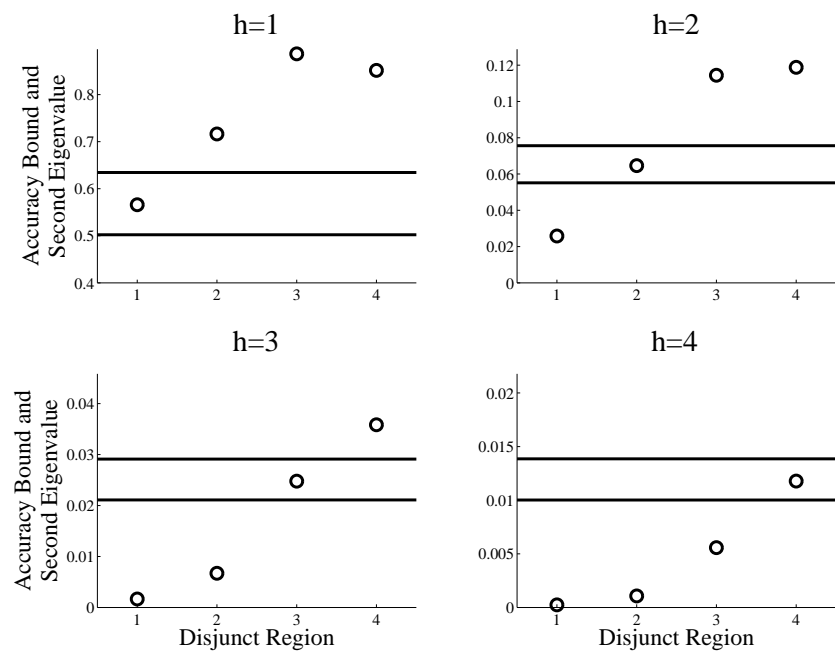 h=1
h=2
Accuracy Bound and
Second Eigenvalue
0.8
0.7
0.6
0.5
0.4
1 2 3 4
0.12
0.1
0.08
0.06
0.04
0.02
0
1 2 3 4
h=3
h=4
Accuracy Bound and
Second Eigenvalue
0.04
0.03
0.02
0.01
0
1 2 3 4
Disjunct Region
0.02
0.015
0.01
0.005
0
1 2 3 4
Disjunct Region